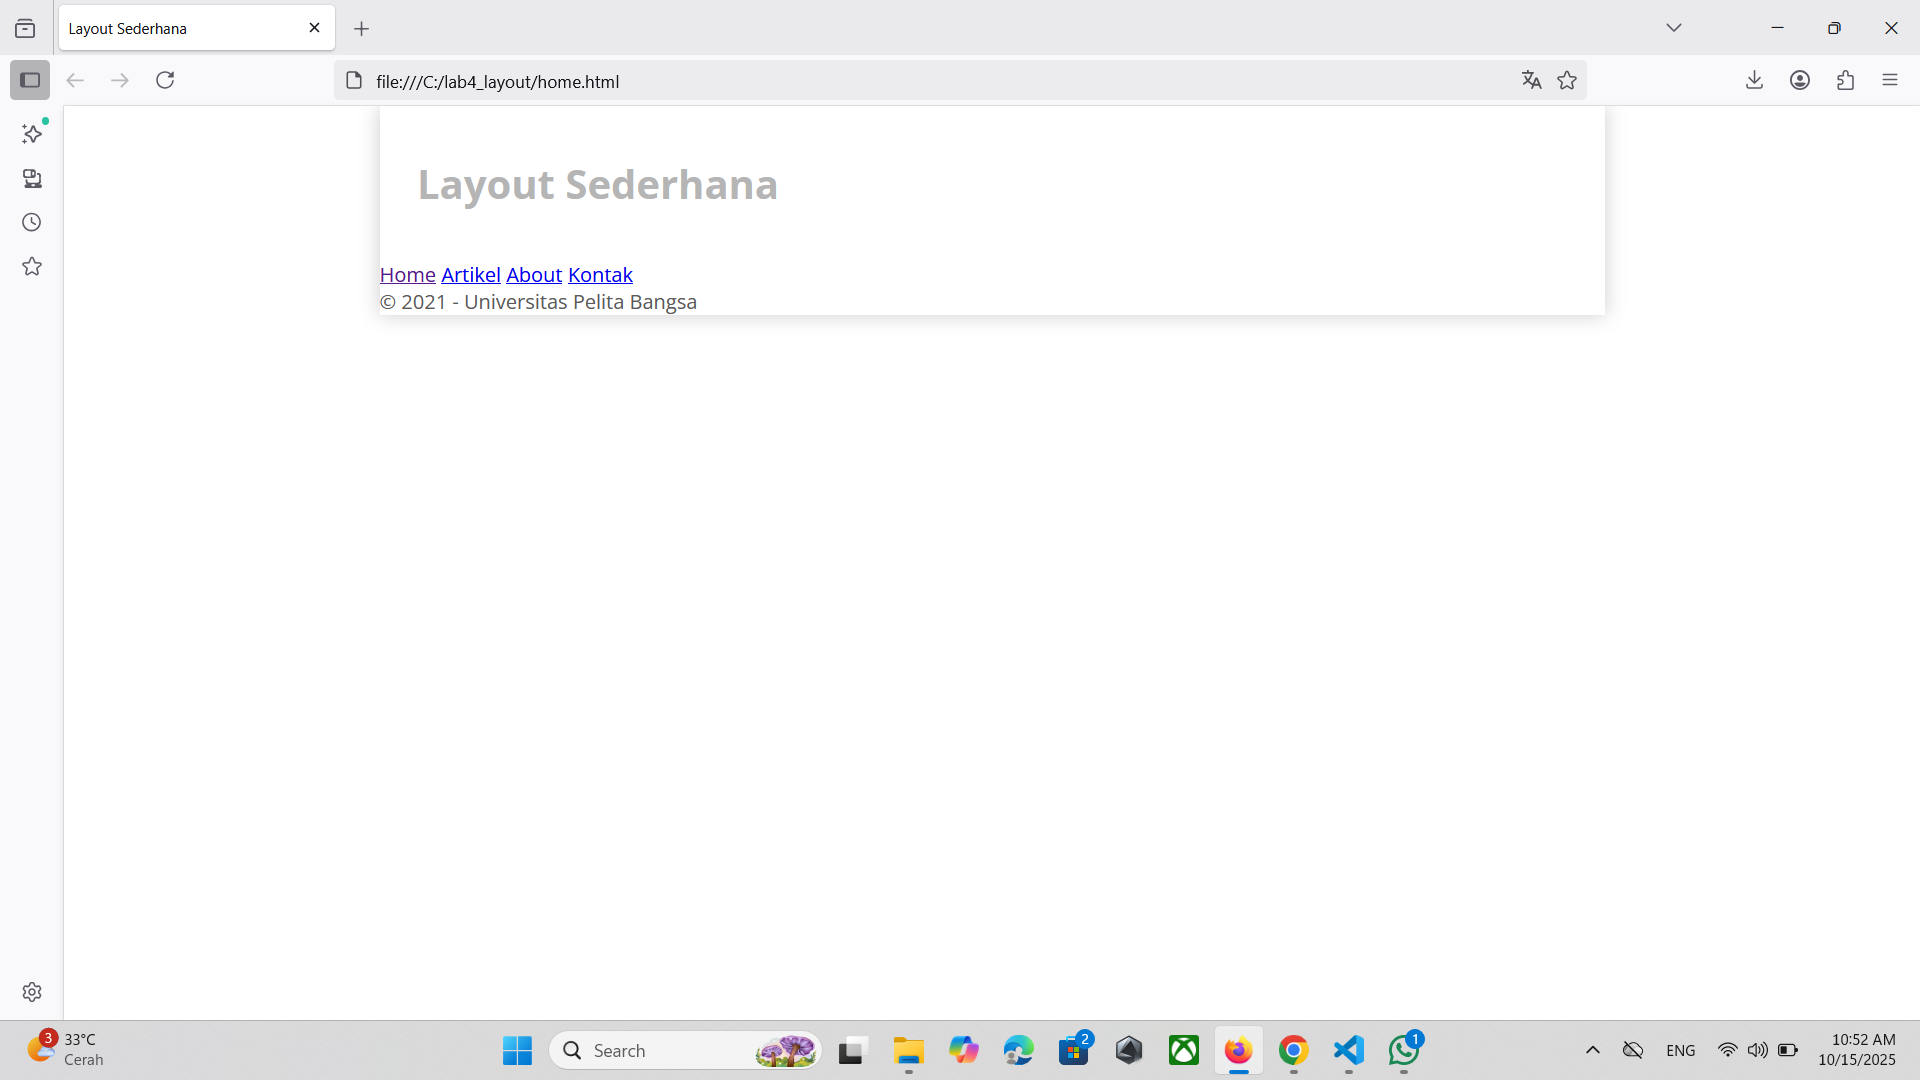 Layout Sederhana
file:///C:/lab4_layout/home.html
Layout Sederhana
Home Artikel About Kontak
© 2021 - Universitas Pelita Bangsa
3
33°C
Cerah
Search
2
1
ENG
10:52 AM
10/15/2025